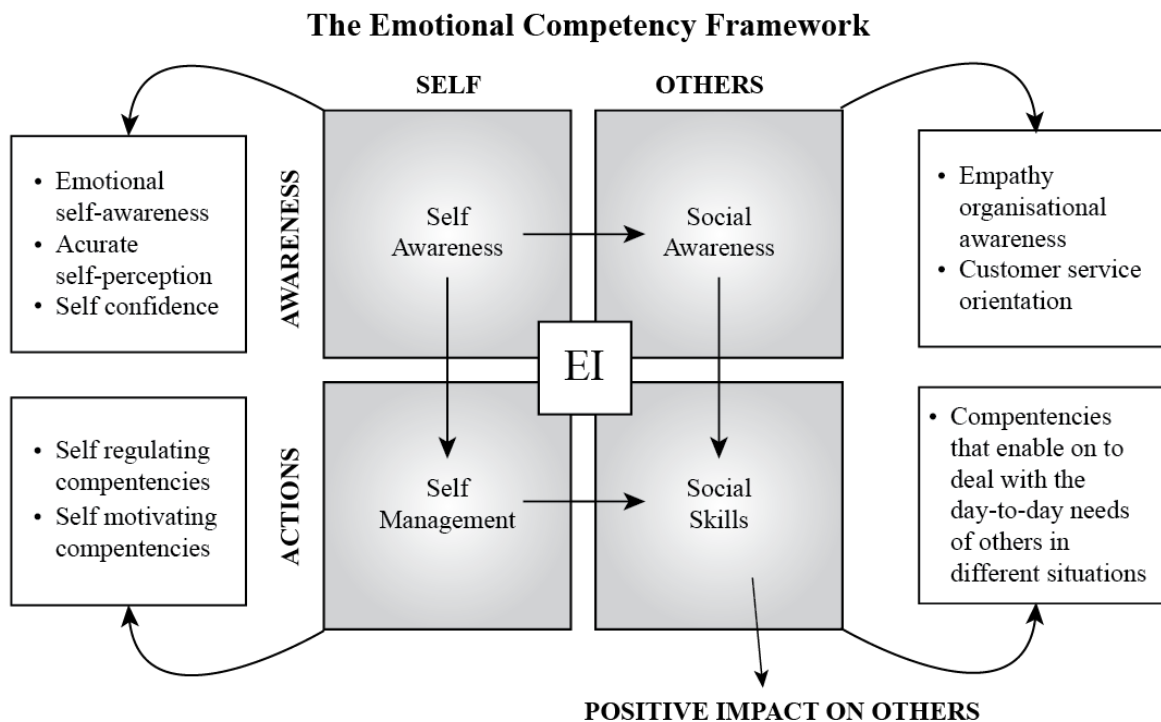 The Emotional Competency Framework
SELF
OTHERS
AWARENESS
• Emotional
self-awareness
• Acurate
self-perception
• Self confidence
Self
Awareness
Social
Awareness
• Empathy
organisational
awareness
• Customer service
orientation
EI
ACTIONS
• Self regulating
compentencies
• Self motivating
compentencies
Self
Management
Social
Skills
• Compentencies
that enable on to
deal with the
day-to-day needs
of others in
different situations
POSITIVE IMPACT ON OTHERS